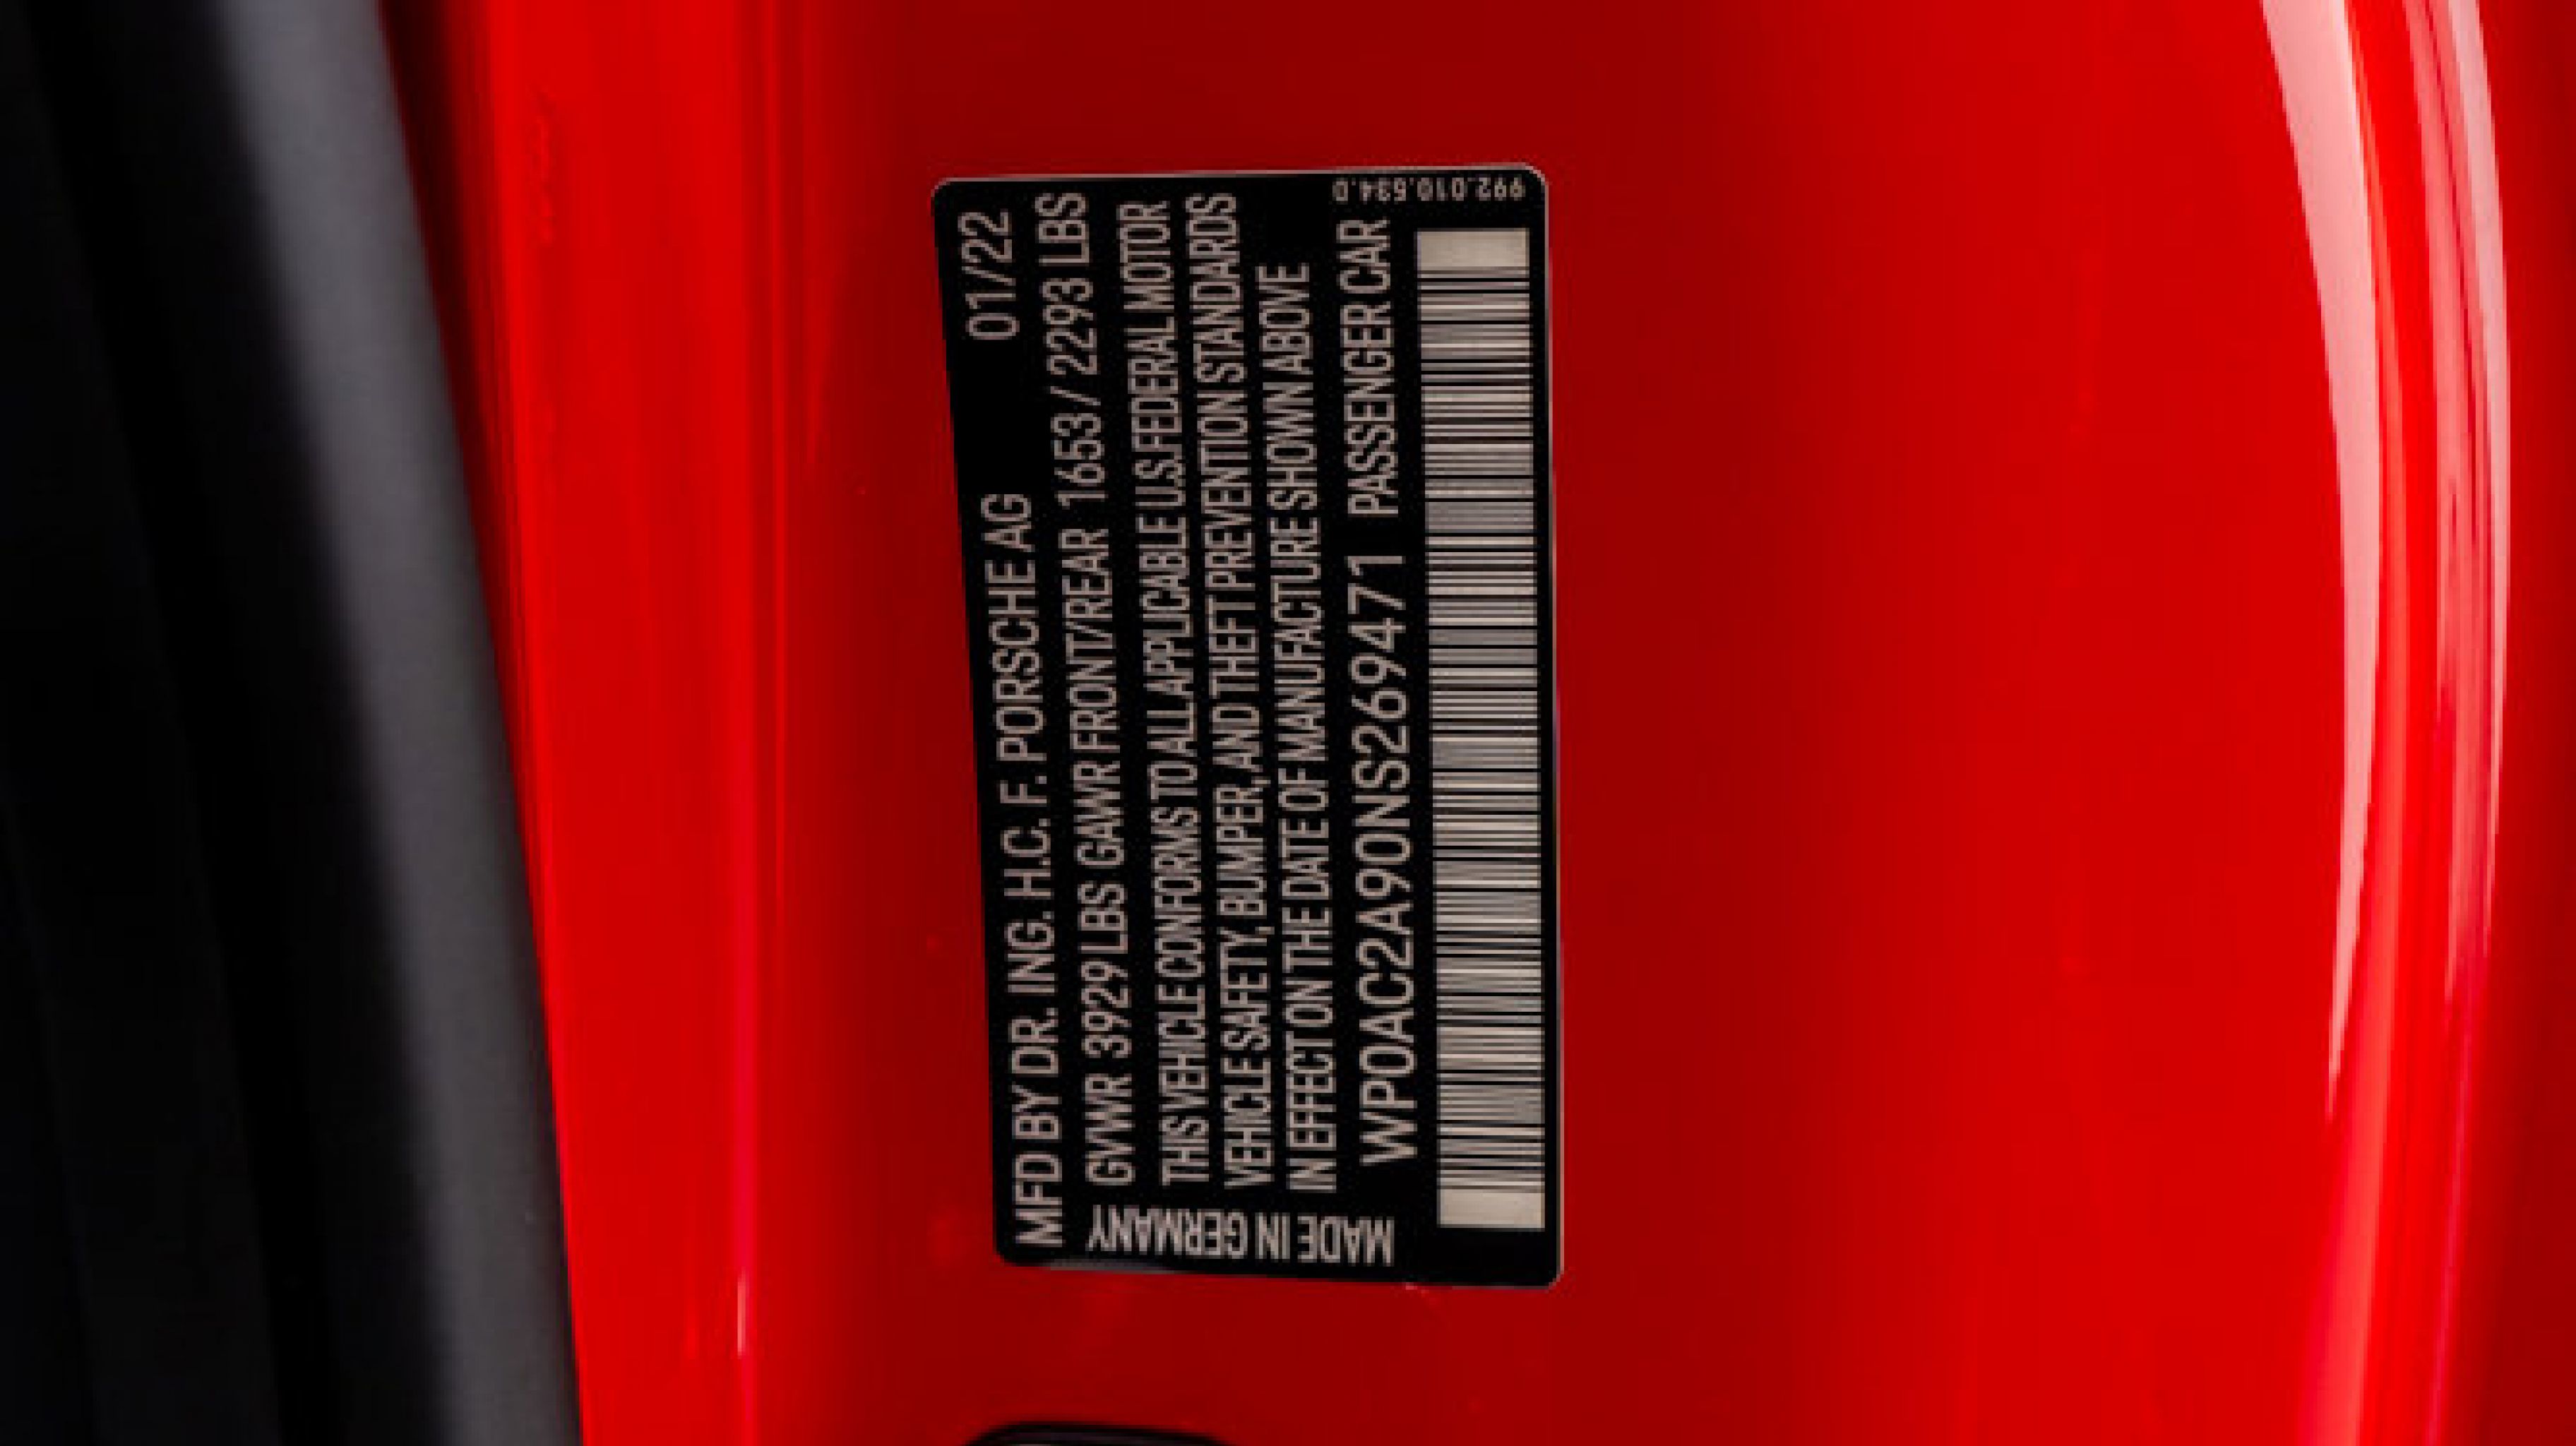 MFD BY DR. ING. H.C. F. PORSCHE AG 01/22
GVWR 3929 LBS GAWR FRONT/REAR 1653 / 2293 LBS
THIS VEHICLE CONFORMS TO ALL APPLICABLE U.S. FEDERAL MOTOR
VEHICLE SAFETY, BUMPER, AND THEFT PREVENTION STANDARDS
IN EFFECT ON THE DATE OF MANUFACTURE SHOWN ABOVE
WP0AC2A90NS269471 PASSENGER CAR
MADE IN GERMANY
992.010.534.D